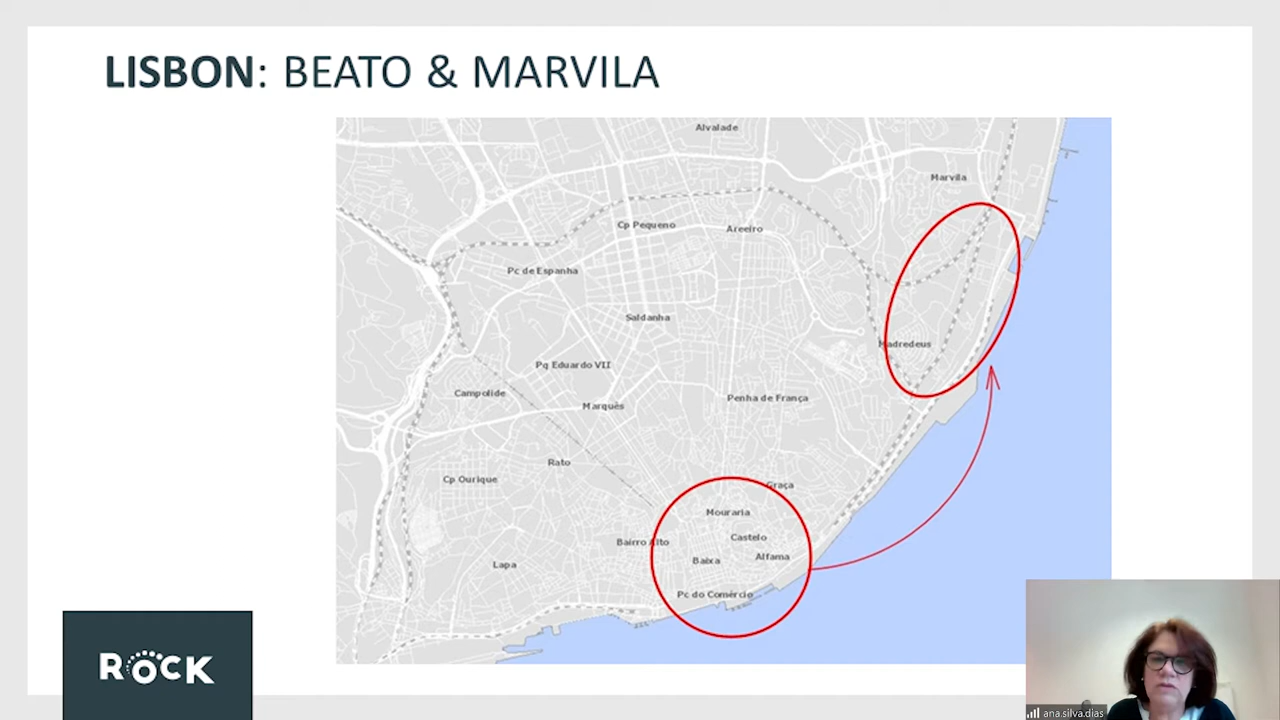 LISBON: BEATO & MARVILA
Alvalade
Marvila
Cp Pequeno
Areeiro
Pc de Espanha
Saldanha
Madredeus
Pq Eduardo VII
Campolide
Penha de França
Marquês
Rato
Cp Ourique
Graça
Mouraria
Castelo
Bairro Alto
Alfama
Baixa
Lapa
Pc do Comércio
ROCK
ana.silva.dias